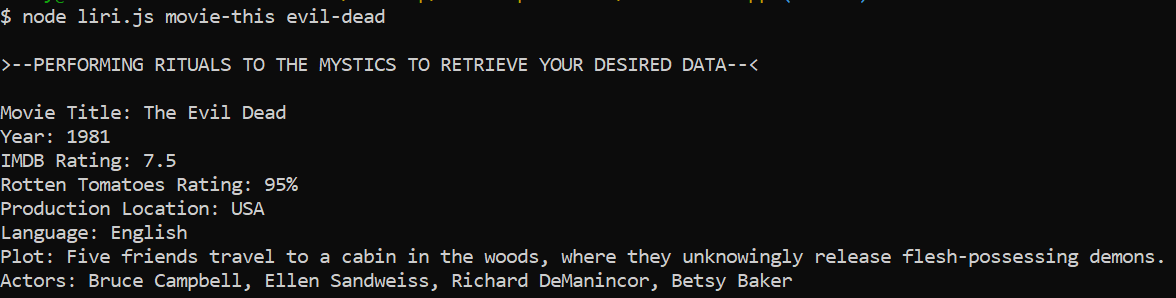 $ node liri.js movie-this evil-dead
>--PERFORMING RITUALS TO THE MYSTICS TO RETRIEVE YOUR DESIRED DATA--<
Movie Title: The Evil Dead
Year: 1981
IMDB Rating: 7.5
Rotten Tomatoes Rating: 95%
Production Location: USA
Language: English
Plot: Five friends travel to a cabin in the woods, where they unknowingly release flesh-possessing demons.
Actors: Bruce Campbell, Ellen Sandweiss, Richard DeManincor, Betsy Baker